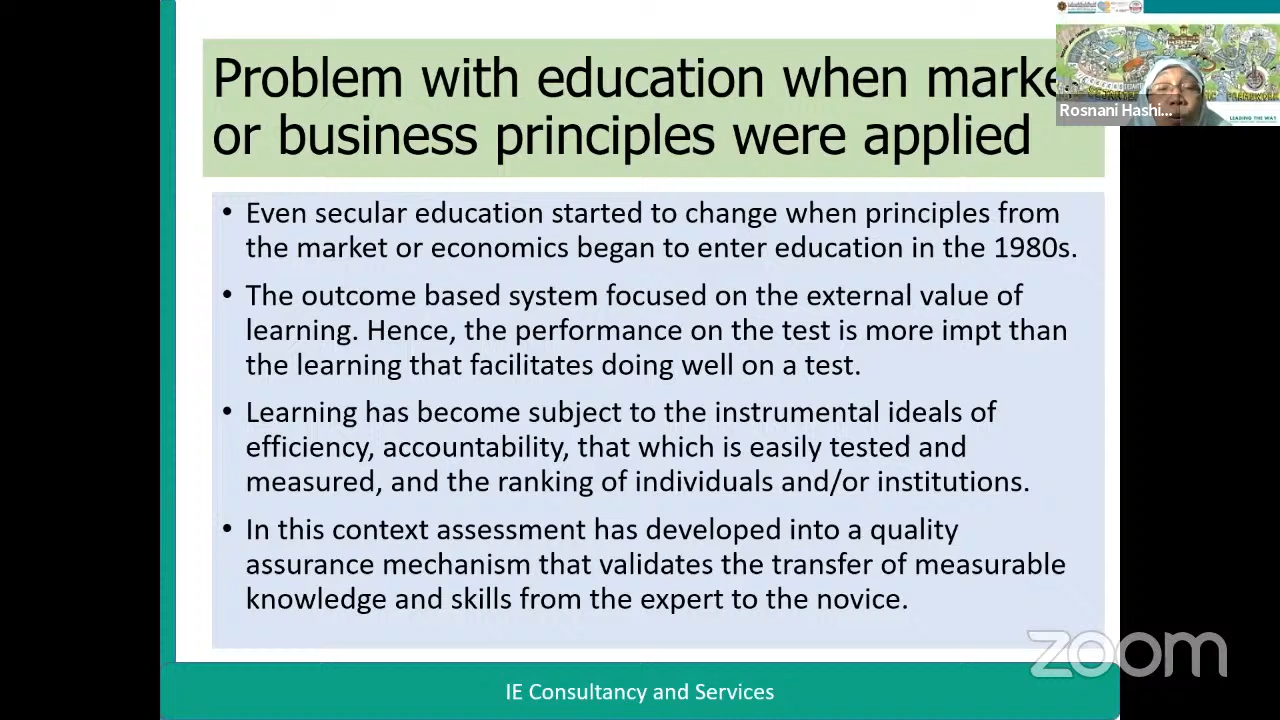 Problem with education when marke
or business principles were applied
Rosnani Hashi...
LEADING THE WAY
• Even secular education started to change when principles from
the market or economics began to enter education in the 1980s.
• The outcome based system focused on the external value of
learning. Hence, the performance on the test is more impt than
the learning that facilitates doing well on a test.
• Learning has become subject to the instrumental ideals of
efficiency, accountability, that which is easily tested and
measured, and the ranking of individuals and/or institutions.
• In this context assessment has developed into a quality
assurance mechanism that validates the transfer of measurable
knowledge and skills from the expert to the novice.
zoom
IE Consultancy and Services